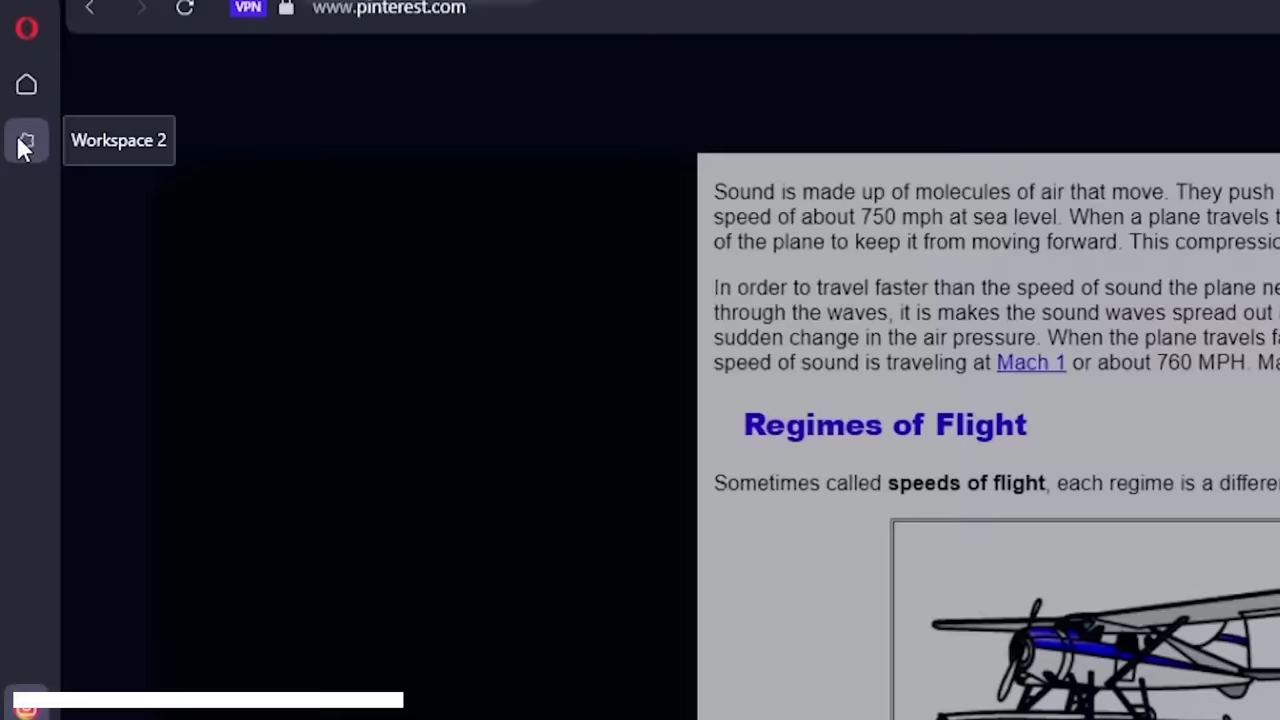 VPN
www.pinterest.com
Workspace 2
Sound is made up of molecules of air that move. They push
speed of about 750 mph at sea level. When a plane travels
of the plane to keep it from moving forward. This
In order to travel faster than the speed of sound the plane
through the waves, it is makes the sound waves spread out
sudden change in the air pressure. When the plane travels
speed of sound is traveling at Mach 1 or about 760 MPH.
Regimes of Flight
Sometimes called speeds of flight, each regime is a